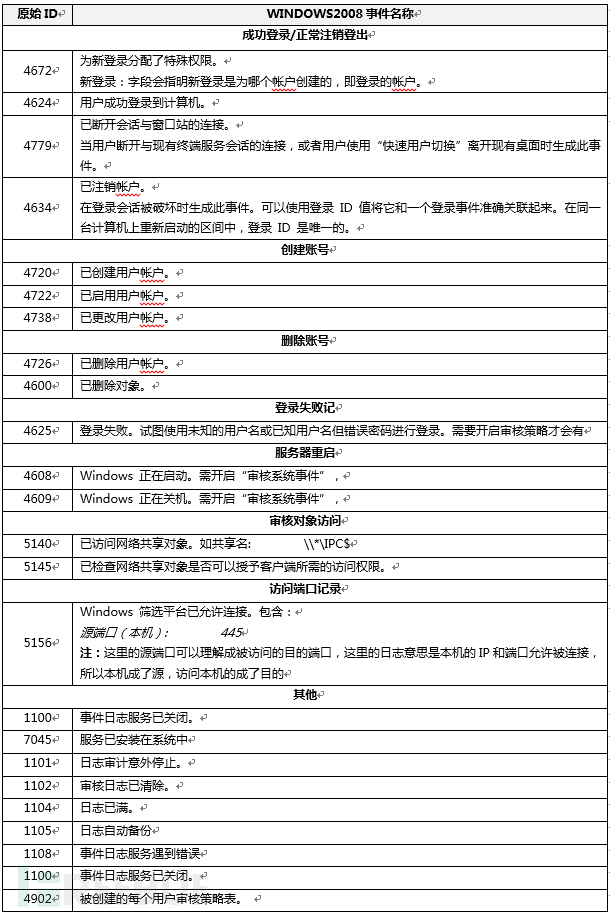 原始ID WINDOWS2008 事件名称
成功登录/正常注销登出
4672 为新登录分配了特殊权限。
新登录：字段会指明新登录是为哪个帐户创建的，即登录的帐户。
4624 用户成功登录到计算机。
4779 已断开会话与窗口站的连接。
当用户断开与现有终端服务会话的连接，或者用户使用“快速用户切换”离开现有桌面时生成此事
件。
4634 已注销帐户。
在登录会话被破坏时生成此事件。可以使用登录 ID 值将它和一个登录事件准确关联起来。在同一
台计算机上重新启动的区间中，登录 ID 是唯一的。
创建账号
4720 已创建用户帐户。
4722 已启用用户帐户。
4738 已更改用户帐户。
删除账号
4726 已删除用户帐户。
4600 已删除对象。
登录失败记
4625 登录失败。试图使用未知的用户名或已知用户名但错误密码进行登录。需要开启审核策略才会有
服务器重启
4608 Windows 正在启动。需开启“审核系统事件”，
4609 Windows 正在关机。需开启“审核系统事件”，
审核对象访问
5140 已访问网络共享对象。如共享名: \\*\IPC$
5145 已检查网络共享对象是否可以授予客户端所需的访问权限。
访问端口记录
5156 Windows 筛选平台已允许连接。包含：
源端口（本机）： 445
注：这里的源端口可以理解成被访问的目的端口，这里的日志意思是本机的 IP 和端口允许被连接，
所以本机成了源，访问本机的成了目的
其他
1100 事件日志服务已关闭。
7045 服务已安装在系统中
1101 日志审计意外停止。
1102 审核日志已清除。
1104 日志已满。
1105 日志自动备份
1108 事件日志服务遇到错误
1100 事件日志服务已关闭。
4902 被创建的每个用户审核策略表。